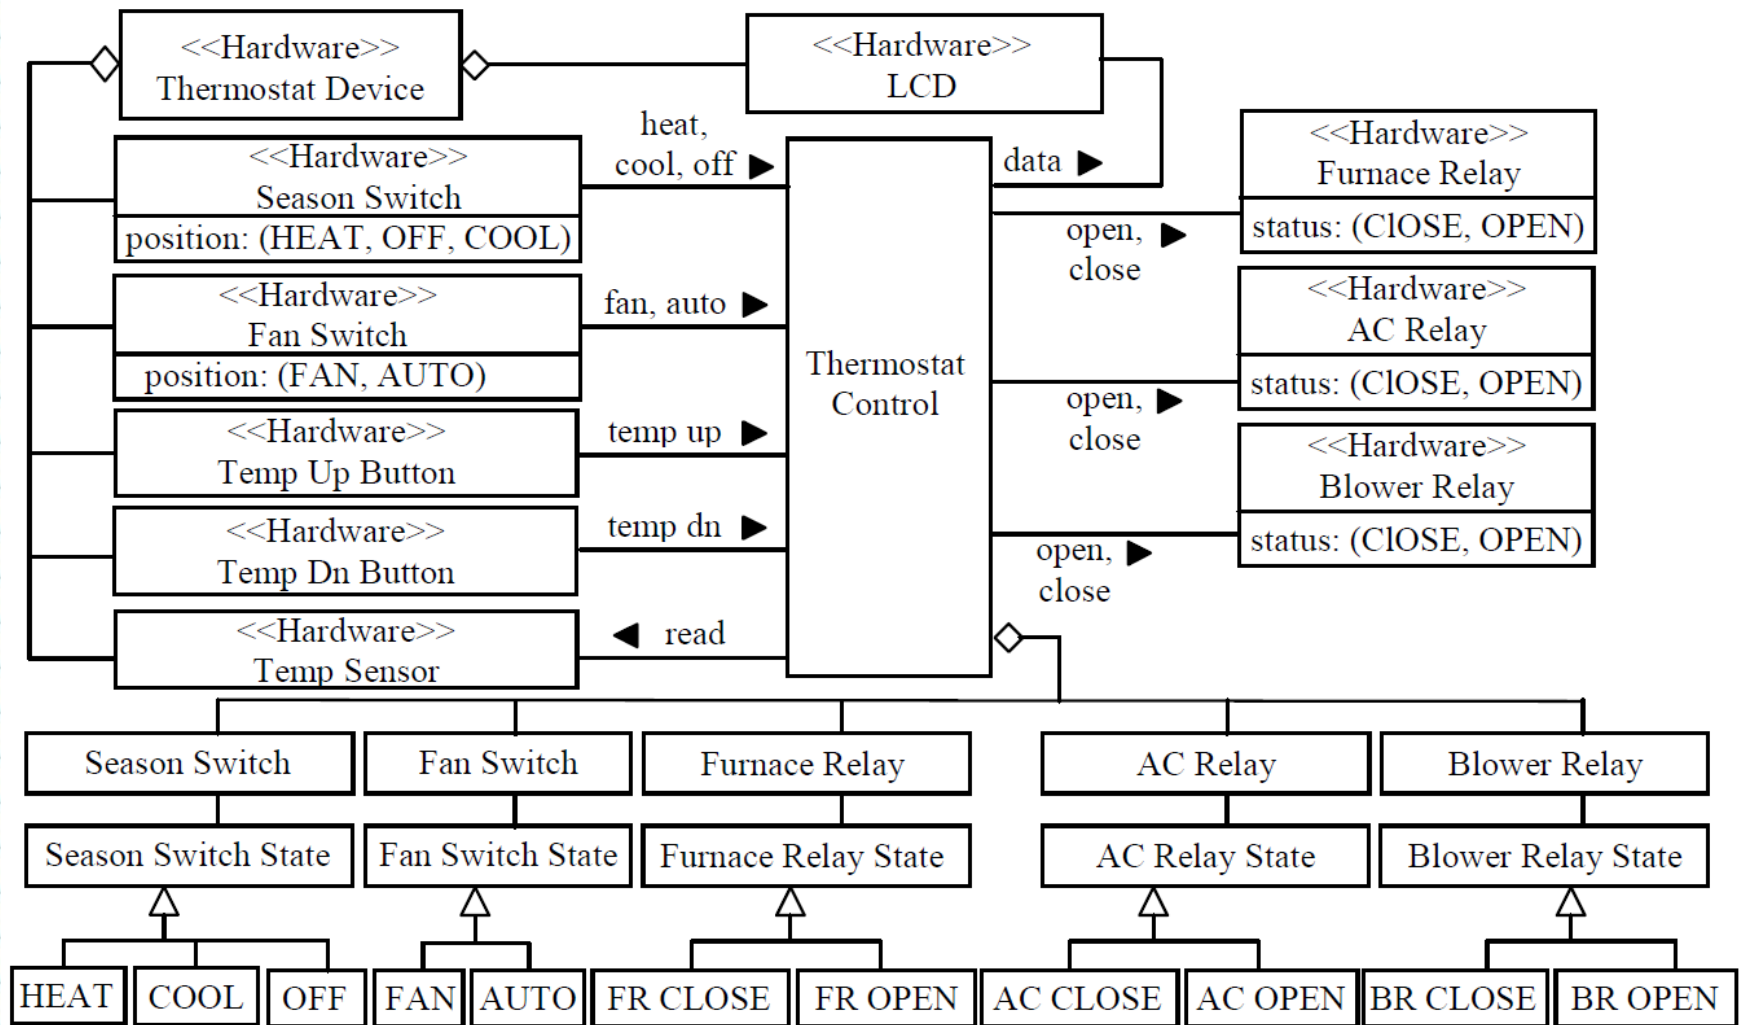 <<Hardware>>
Thermostat Device
<<Hardware>>
LCD
<<Hardware>>
Season Switch
position: (HEAT, OFF, COOL)
heat,
cool, off
data
<<Hardware>>
Furnace Relay
status: (ClOSE, OPEN)
open,
close
<<Hardware>>
Fan Switch
position: (FAN, AUTO)
fan, auto
Thermostat
Control
<<Hardware>>
AC Relay
status: (ClOSE, OPEN)
open,
close
<<Hardware>>
Temp Up Button
temp up
<<Hardware>>
Blower Relay
status: (ClOSE, OPEN)
open,
close
<<Hardware>>
Temp Dn Button
temp dn
<<Hardware>>
Temp Sensor
read
Season Switch
Fan Switch
Furnace Relay
AC Relay
Blower Relay
Season Switch State
Fan Switch State
Furnace Relay State
AC Relay State
Blower Relay State
HEAT
COOL
OFF
FAN
AUTO
FR CLOSE
FR OPEN
AC CLOSE
AC OPEN
BR CLOSE
BR OPEN